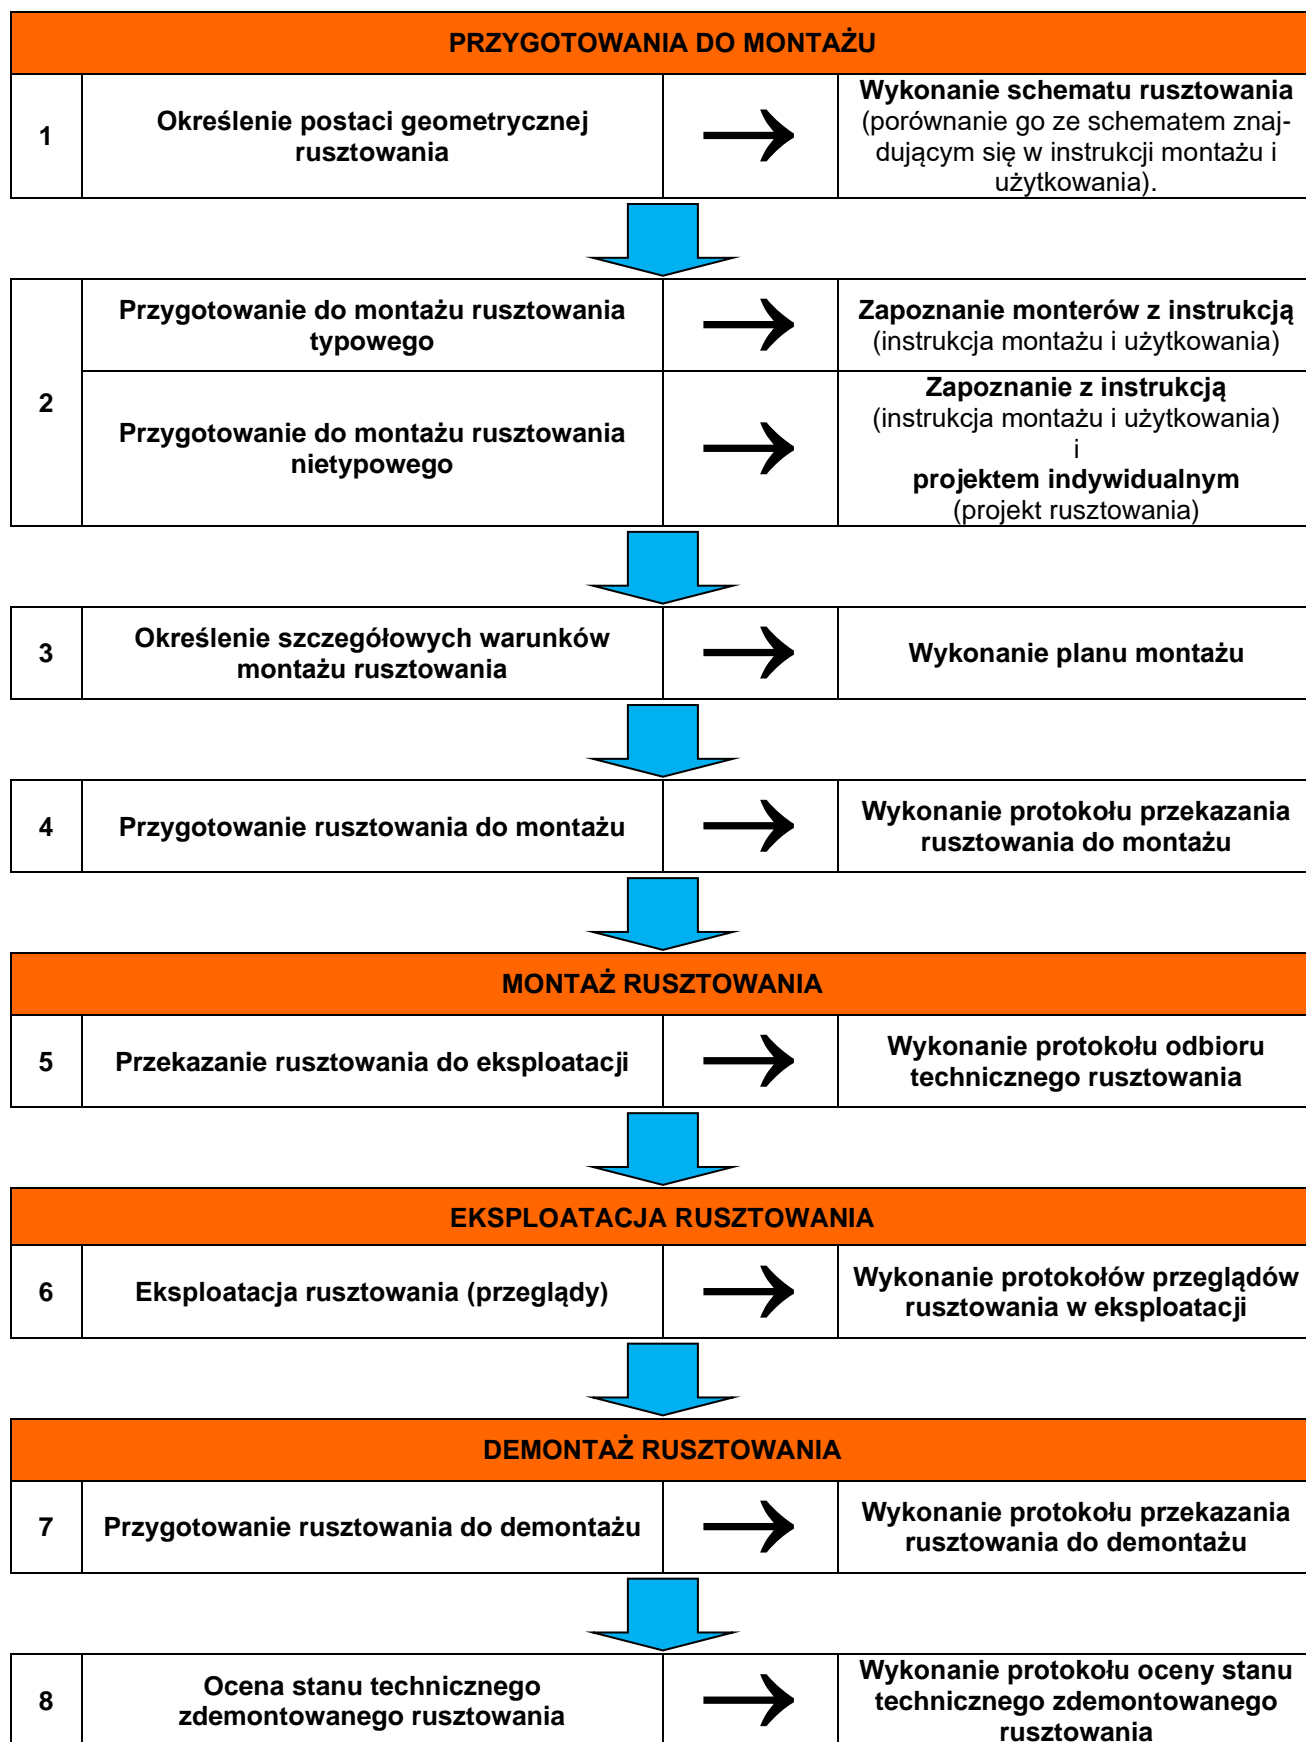 PRZYGOTOWANIA DO MONTAŻU
1
Określenie postaci geometrycznej
rusztowania
Wykonanie schematu rusztowania
(porównanie go ze schematem znaj-
dującym się w instrukcji montażu i
użytkowania).
2
Przygotowanie do montażu rusztowania
typowego
Zapoznanie monterów z instrukcją
(instrukcja montażu i użytkowania)
Przygotowanie do montażu rusztowania
nietypowego
Zapoznanie z instrukcją
(instrukcja montażu i użytkowania)
i
projektem indywidualnym
(projekt rusztowania)
3
Określenie szczegółowych warunków
montażu rusztowania
Wykonanie planu montażu
4
Przygotowanie rusztowania do montażu
Wykonanie protokołu przekazania
rusztowania do montażu
MONTAŻ RUSZTOWANIA
5
Przekazanie rusztowania do eksploatacji
Wykonanie protokołu odbioru
technicznego rusztowania
EKSPLOATACJA RUSZTOWANIA
6
Eksploatacja rusztowania (przeglądy)
Wykonanie protokołów przeglądów
rusztowania w eksploatacji
DEMONTAŻ RUSZTOWANIA
7
Przygotowanie rusztowania do demontażu
Wykonanie protokołu przekazania
rusztowania do demontażu
8
Ocena stanu technicznego
zdemontowanego rusztowania
Wykonanie protokołu oceny stanu
technicznego zdemontowanego
rusztowania